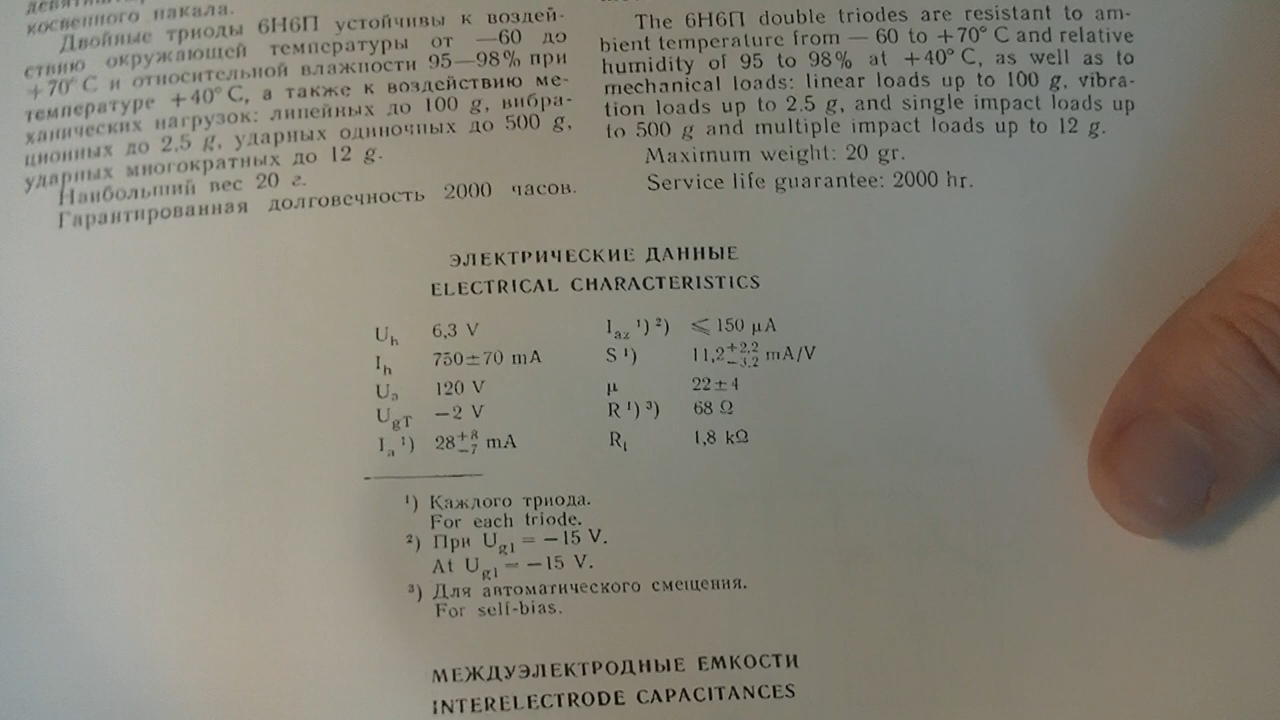 косвенного накала.
Двойные триоды 6Н6П устойчивы к воздей-
ствию окружающей температуры от —60 до
+70° C и относительной влажности 95—98% при
температуре +40° C, а также к воздействию ме-
ханических нагрузок: линейных до 100 g, вибра-
ционных до 2,5 g, ударных одиночных до 500 g,
ударных многократных до 12 g.
Наибольший вес 20 г.
Гарантированная долговечность 2000 часов.
The 6Н6П double triodes are resistant to am-
bient temperature from — 60 to +70° C and relative
humidity of 95 to 98% at +40° C, as well as to
mechanical loads: linear loads up to 100 g, vibra-
tion loads up to 2.5 g, and single impact loads up
to 500 g and multiple impact loads up to 12 g.
Maximum weight: 20 gr.
Service life guarantee: 2000 hr.
ЭЛЕКТРИЧЕСКИЕ ДАННЫЕ
ELECTRICAL CHARACTERISTICS
Uh 6,3 V
Ih 750±70 mA
Ua 120 V
UgT −2 V
Ia ¹) 28+8−7 mA
Iaz ¹) ²) ⩽ 150 μA
S ¹) 11,2+2,2−3,2 mA/V
μ 22±4
R ¹) ³) 68 Ω
Ri 1,8 kΩ
¹) Каждого триода.
For each triode.
²) При Ug1 = −15 V.
At Ug1 = −15 V.
³) Для автоматического смещения.
For self-bias.
МЕЖДУЭЛЕКТРОДНЫЕ ЕМКОСТИ
INTERELECTRODE CAPACITANCES